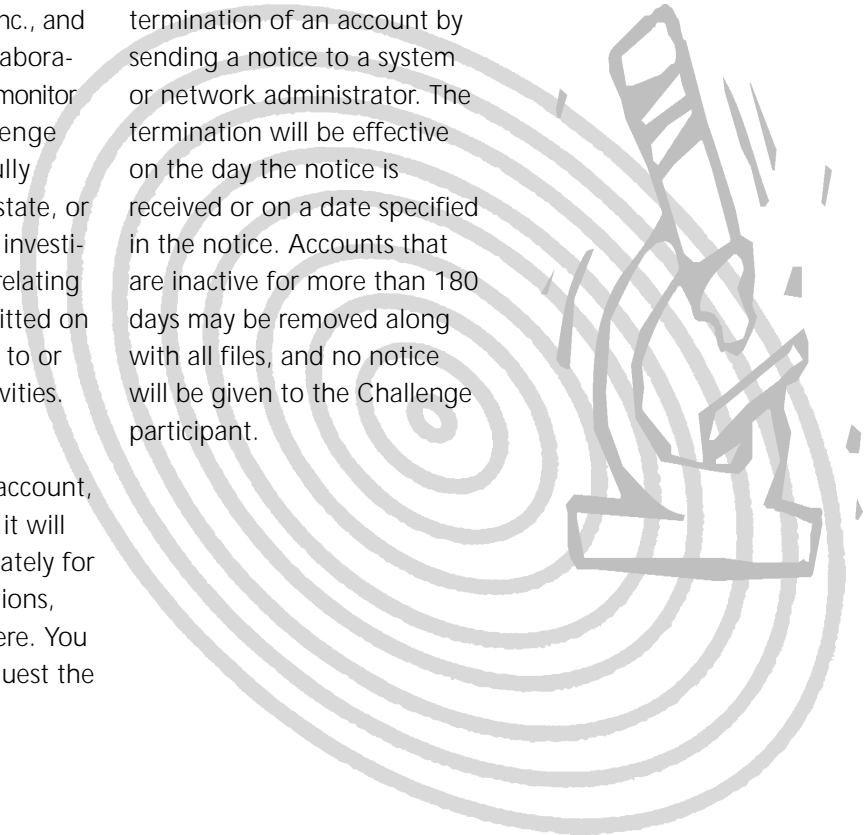 nc., and
abora-
monitor
enge
ully
state, or
investi-
relating
itted on
to or
vities.
account,
it will
ately for
ions,
ere. You
uest the
termination of an account by
sending a notice to a system
or network administrator. The
termination will be effective
on the day the notice is
received or on a date specified
in the notice. Accounts that
are inactive for more than 180
days may be removed along
with all files, and no notice
will be given to the Challenge
participant.